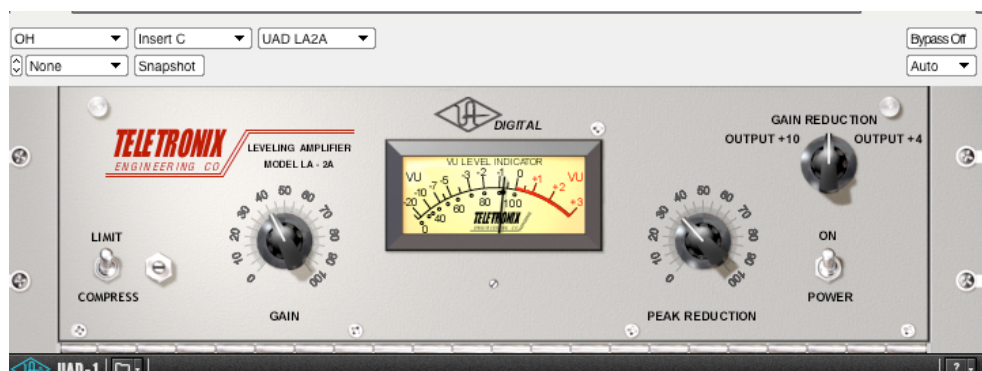 OH Insert C UAD LA2A Bypass Off
None Snapshot Auto
UA DIGITAL
TELETRONIX
ENGINEERING CO
LEVELING AMPLIFIER
MODEL LA - 2A
GAIN REDUCTION
OUTPUT +10 OUTPUT +4
VU LEVEL INDICATOR
VU -20 -10 -7 -5 -3 -2 -1 0 +1 +2 +3 VU
0 40 60 80 100
TELETRONIX
LIMIT
COMPRESS
0 10 20 30 40 50 60 70 80 90 100
GAIN
0 10 20 30 40 50 60 70 80 90 100
PEAK REDUCTION
ON
POWER
UA UAD-1 ?